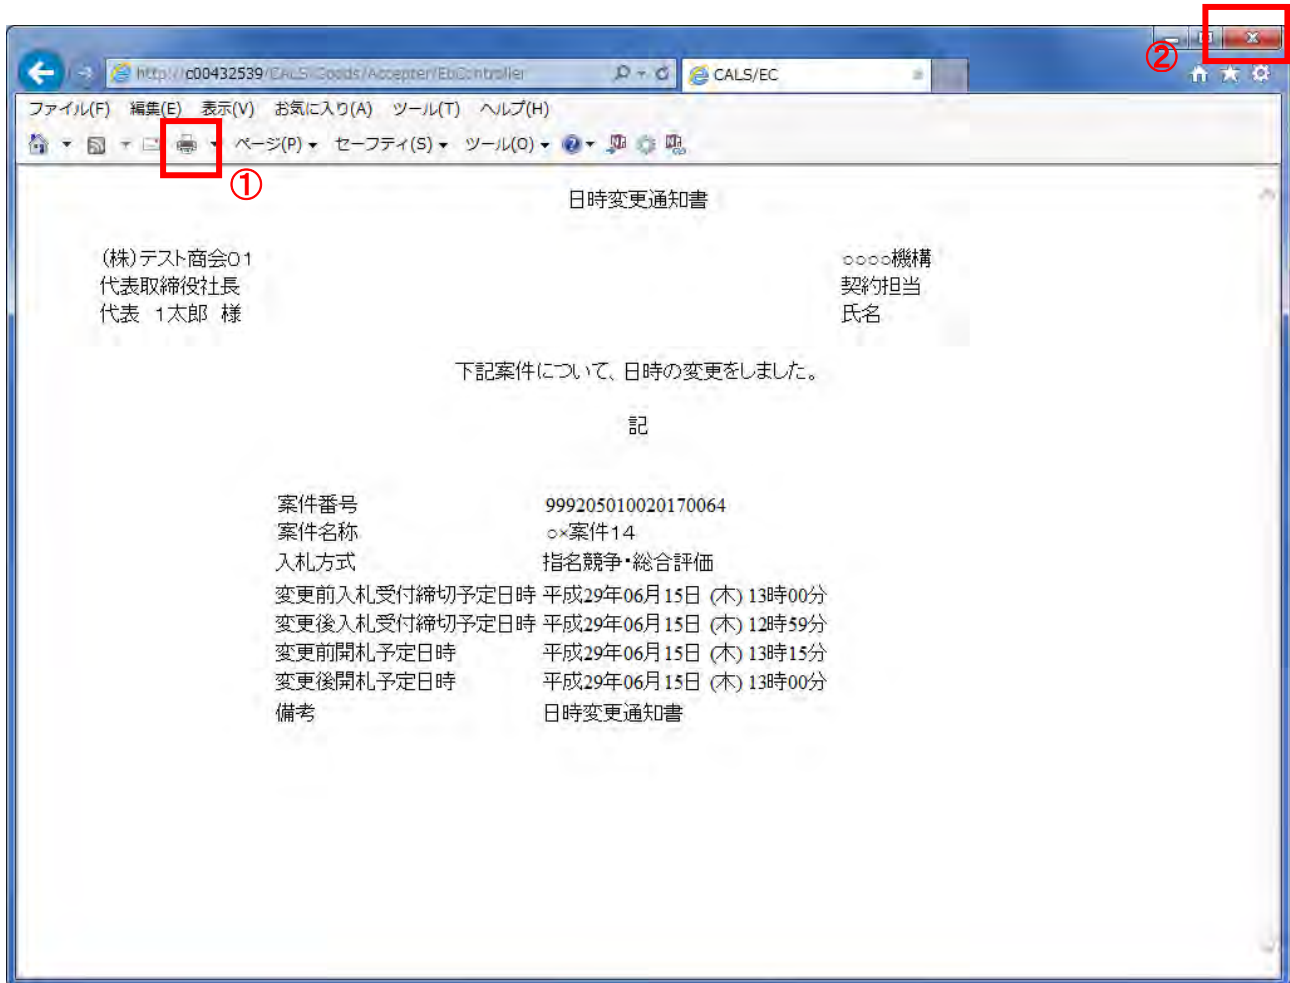 ②
http://c00432539/CALS/Goods/Accepter/EbController
CALS/EC
ファイル(F) 編集(E) 表示(V) お気に入り(A) ツール(T) ヘルプ(H)
ページ(P) セーフティ(S) ツール(O)
①
日時変更通知書
(株)テスト商会01 ○○○○機構
代表取締役社長 契約担当
代表 1太郎 様 氏名
下記案件について、日時の変更をしました。
記
案件番号 999205010020170064
案件名称 ○×案件14
入札方式 指名競争・総合評価
変更前入札受付締切予定日時 平成29年06月15日 (木) 13時00分
変更後入札受付締切予定日時 平成29年06月15日 (木) 12時59分
変更前開札予定日時 平成29年06月15日 (木) 13時15分
変更後開札予定日時 平成29年06月15日 (木) 13時00分
備考 日時変更通知書